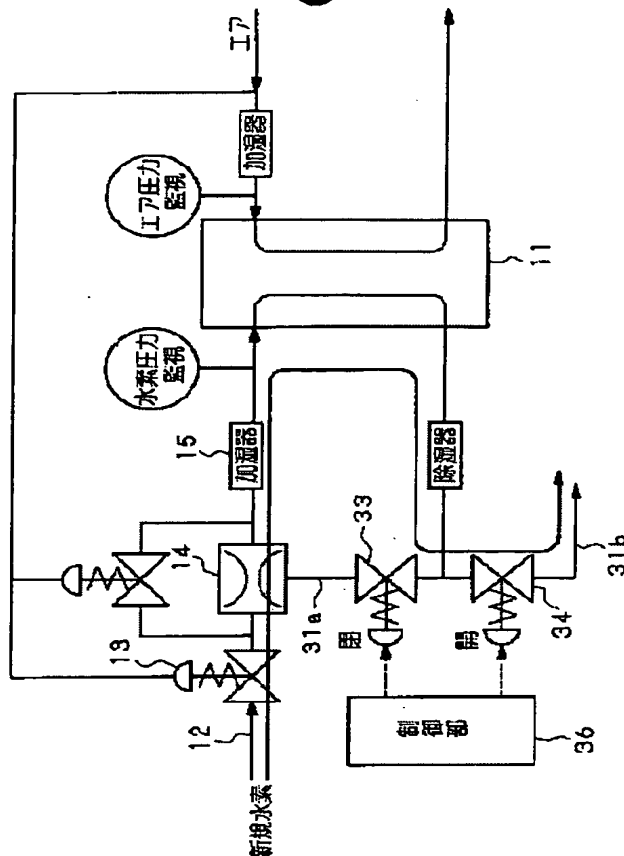 エア
加湿器
エア圧力
監視
11
水素圧力
監視
15
加湿器
除湿器
14
33
31a
31b
34
13
閉
開
12
新規水素
制御部
36